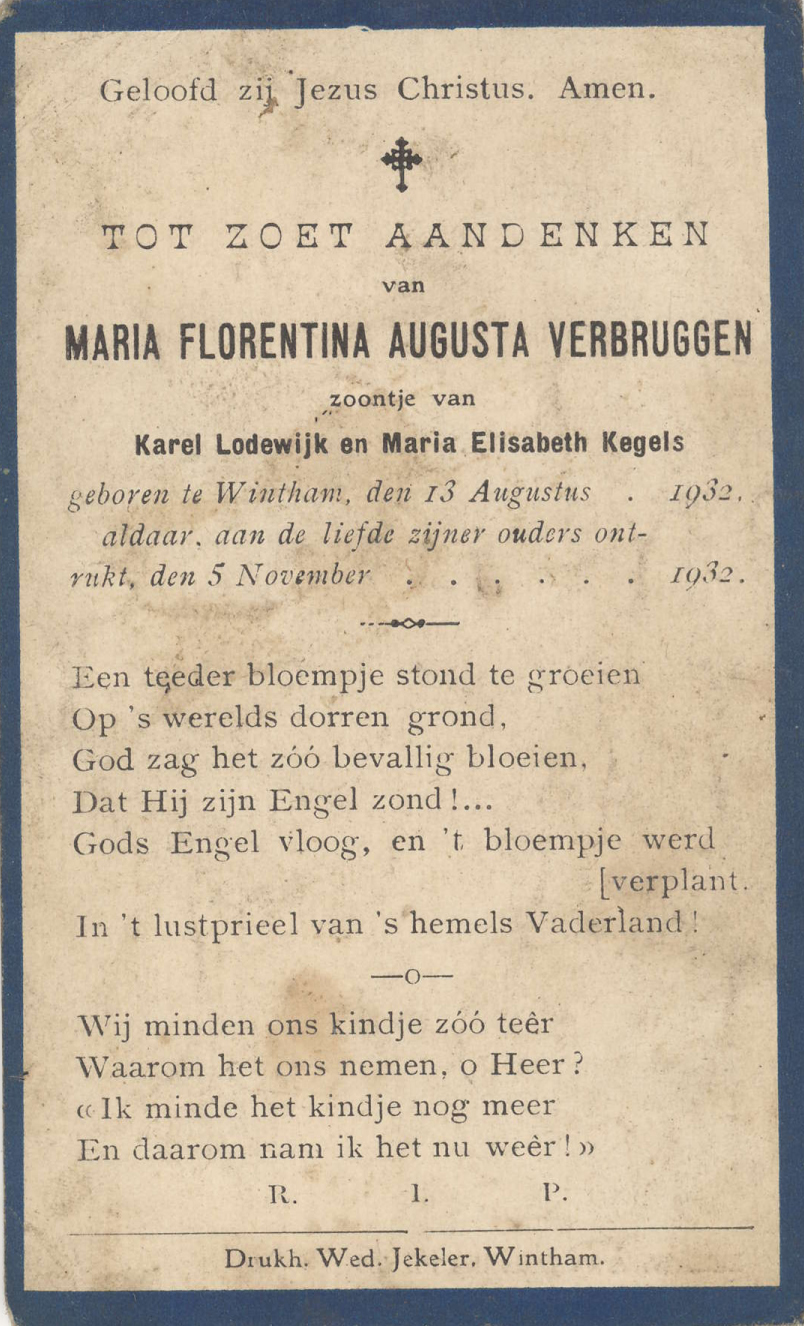 Geloofd zij Jezus Christus. Amen.
TOT ZOET AANDENKEN
van
MARIA FLORENTINA AUGUSTA VERBRUGGEN
zoontje van
Karel Lodewijk en Maria Elisabeth Kegels
geboren te Wintham, den 13 Augustus . 1932.
aldaar, aan de liefde zijner ouders ont-
rukt, den 5 November . . . . . . 1932.
Een teeder bloempje stond te groeien
Op 's werelds dorren grond,
God zag het zóó bevallig bloeien,
Dat Hij zijn Engel zond!...
Gods Engel vloog, en 't bloempje werd
[verplant.
In 't lustprieel van 's hemels Vaderland!
—o—
Wij minden ons kindje zóó teêr
Waarom het ons nemen, o Heer?
«Ik minde het kindje nog meer
En daarom nam ik het nu weêr!»
R. I. P.
Drukh. Wed. Jekeler, Wintham.